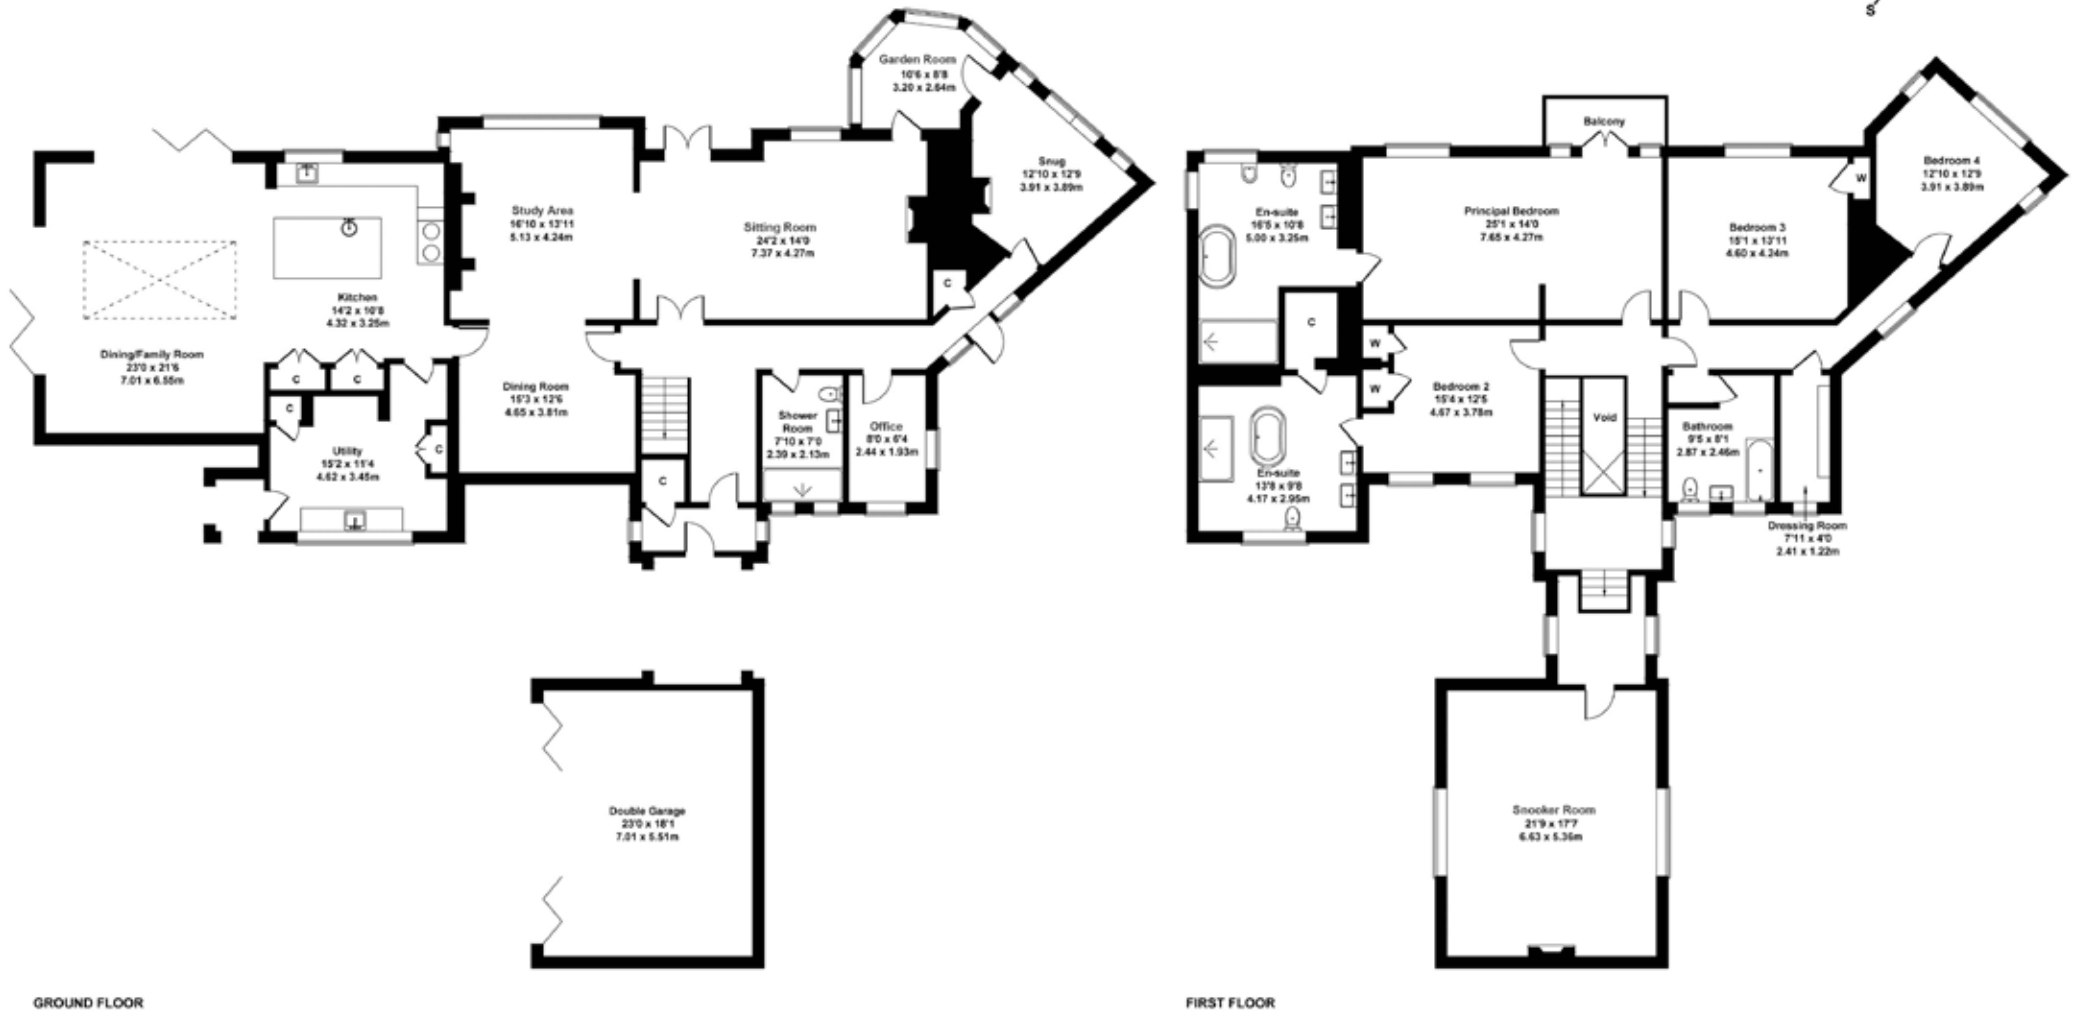 S
Garden Room
10'6 x 8'8
3.20 x 2.64m
Snug
12'10 x 12'9
3.91 x 3.89m
Study Area
16'10 x 13'11
5.13 x 4.24m
Sitting Room
24'2 x 14'0
7.37 x 4.27m
C
Kitchen
14'2 x 10'8
4.32 x 3.25m
Dining/Family Room
23'0 x 21'6
7.01 x 6.55m
C
C
C
Dining Room
15'3 x 12'6
4.65 x 3.81m
Utility
15'2 x 11'4
4.62 x 3.45m
C
C
Shower
Room
7'10 x 7'0
2.39 x 2.13m
Office
8'0 x 6'4
2.44 x 1.93m
Double Garage
23'0 x 18'1
7.01 x 5.51m
GROUND FLOOR
Balcony
Bedroom 4
12'10 x 12'9
3.91 x 3.89m
W
En-suite
16'5 x 10'8
5.00 x 3.25m
Principal Bedroom
25'1 x 14'0
7.65 x 4.27m
Bedroom 3
15'1 x 13'11
4.60 x 4.24m
C
W
W
Bedroom 2
15'4 x 12'5
4.67 x 3.78m
Void
Bathroom
9'5 x 8'1
2.87 x 2.46m
En-suite
13'8 x 9'8
4.17 x 2.95m
Dressing Room
7'11 x 4'0
2.41 x 1.22m
Snooker Room
21'9 x 17'7
6.63 x 5.36m
FIRST FLOOR